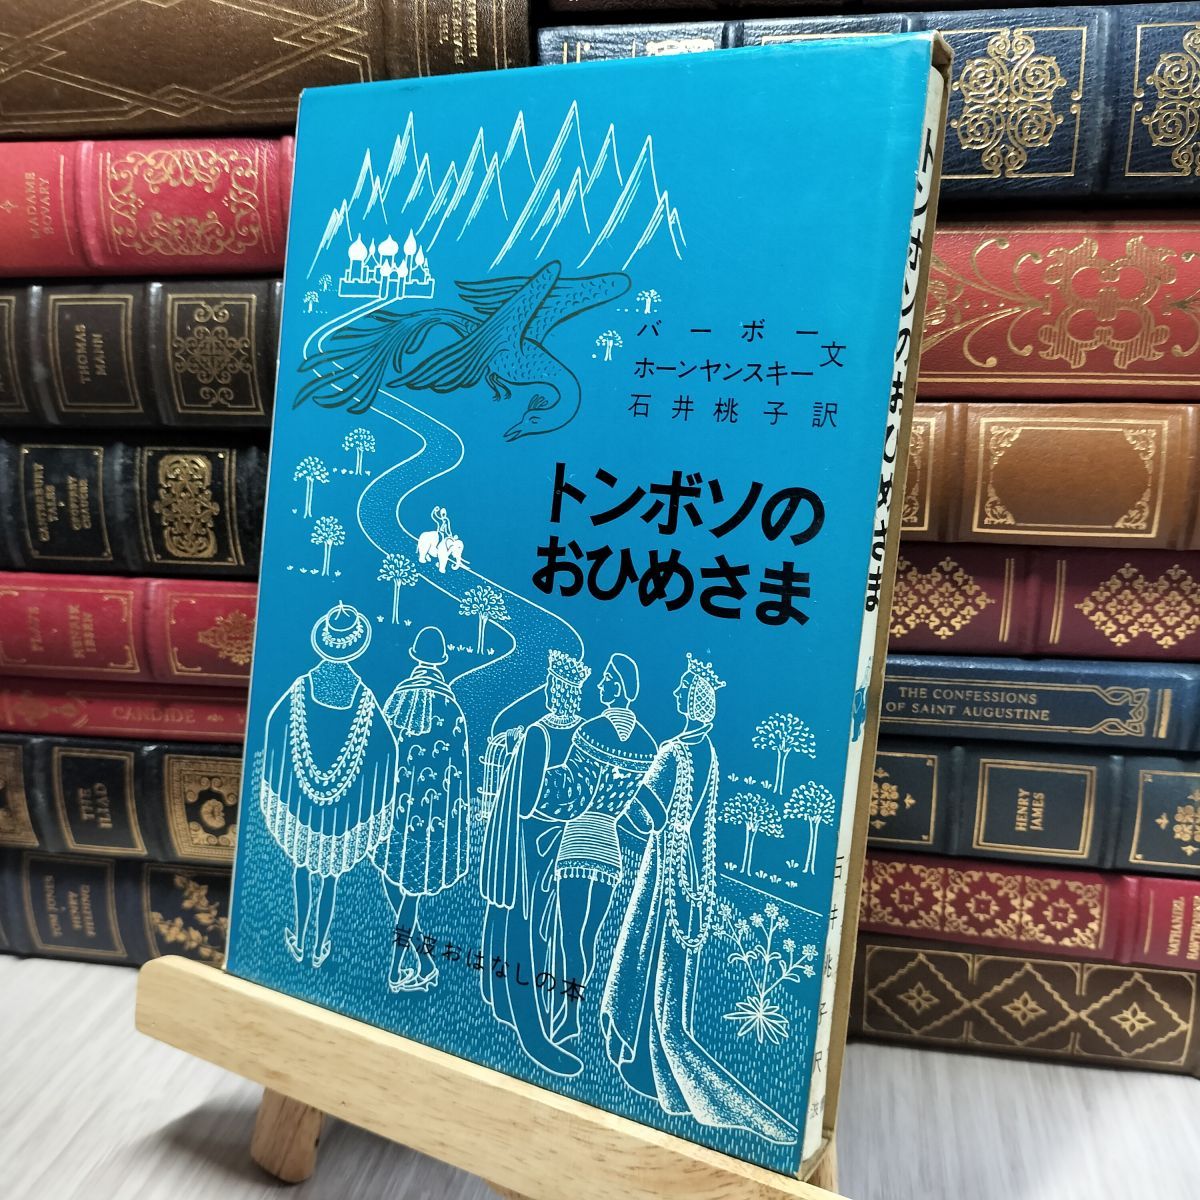 バーボー
ホーンヤンスキー 文
石井桃子訳
トンボソの
おひめさま
岩波おはなしの本
トンボソのおひめさま
石井桃子訳
MADAME
BOVARY
THOMAS
MANN
CANTERBURY
TALES
GEOFFREY
CHAUCER
PLAYS
HENRIK
IBSEN
CANDIDE
THE
ILIAD
TOM JONES
HENRY
FIELDING
THE CONFESSIONS
OF SAINT AUGUSTINE
HENRY
JAMES
NATHANIEL